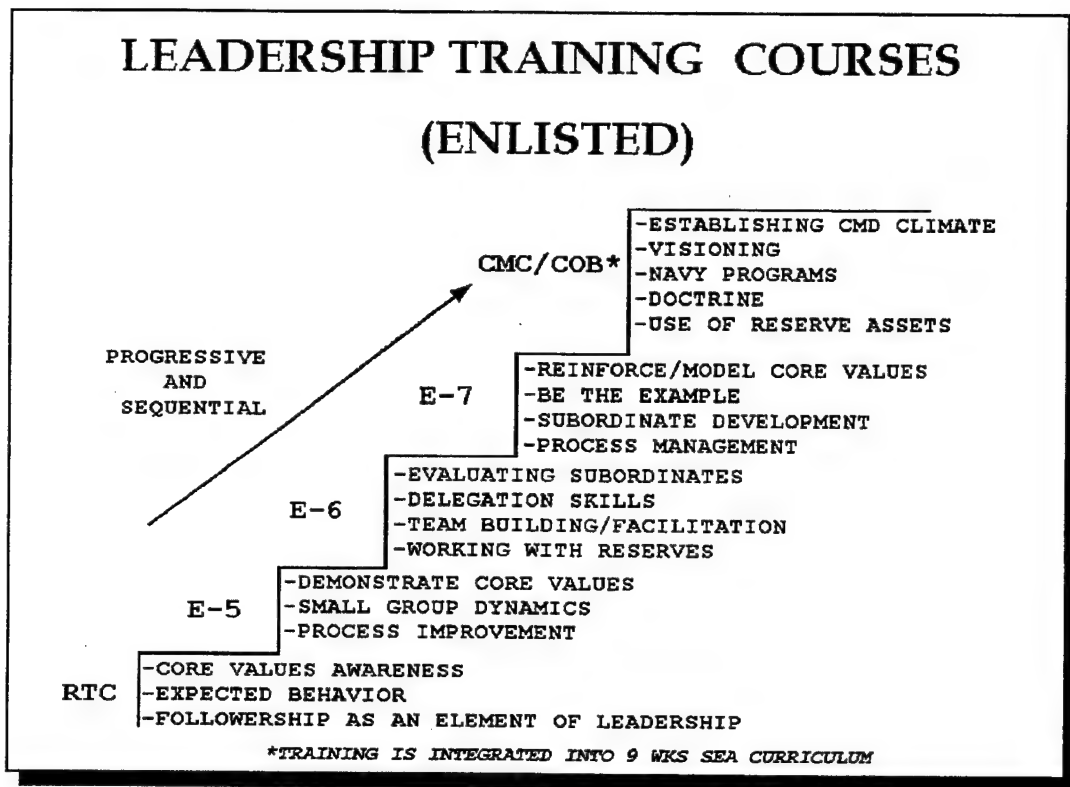 LEADERSHIP TRAINING COURSES
(ENLISTED)
CMC/COB*
-ESTABLISHING CMD CLIMATE
-VISIONING
-NAVY PROGRAMS
-DOCTRINE
-USE OF RESERVE ASSETS
PROGRESSIVE
AND
SEQUENTIAL
E-7
-REINFORCE/MODEL CORE VALUES
-BE THE EXAMPLE
-SUBORDINATE DEVELOPMENT
-PROCESS MANAGEMENT
E-6
-EVALUATING SUBORDINATES
-DELEGATION SKILLS
-TEAM BUILDING/FACILITATION
-WORKING WITH RESERVES
E-5
-DEMONSTRATE CORE VALUES
-SMALL GROUP DYNAMICS
-PROCESS IMPROVEMENT
RTC
-CORE VALUES AWARENESS
-EXPECTED BEHAVIOR
-FOLLOWERSHIP AS AN ELEMENT OF LEADERSHIP
*TRAINING IS INTEGRATED INTO 9 WKS SEA CURRICULUM